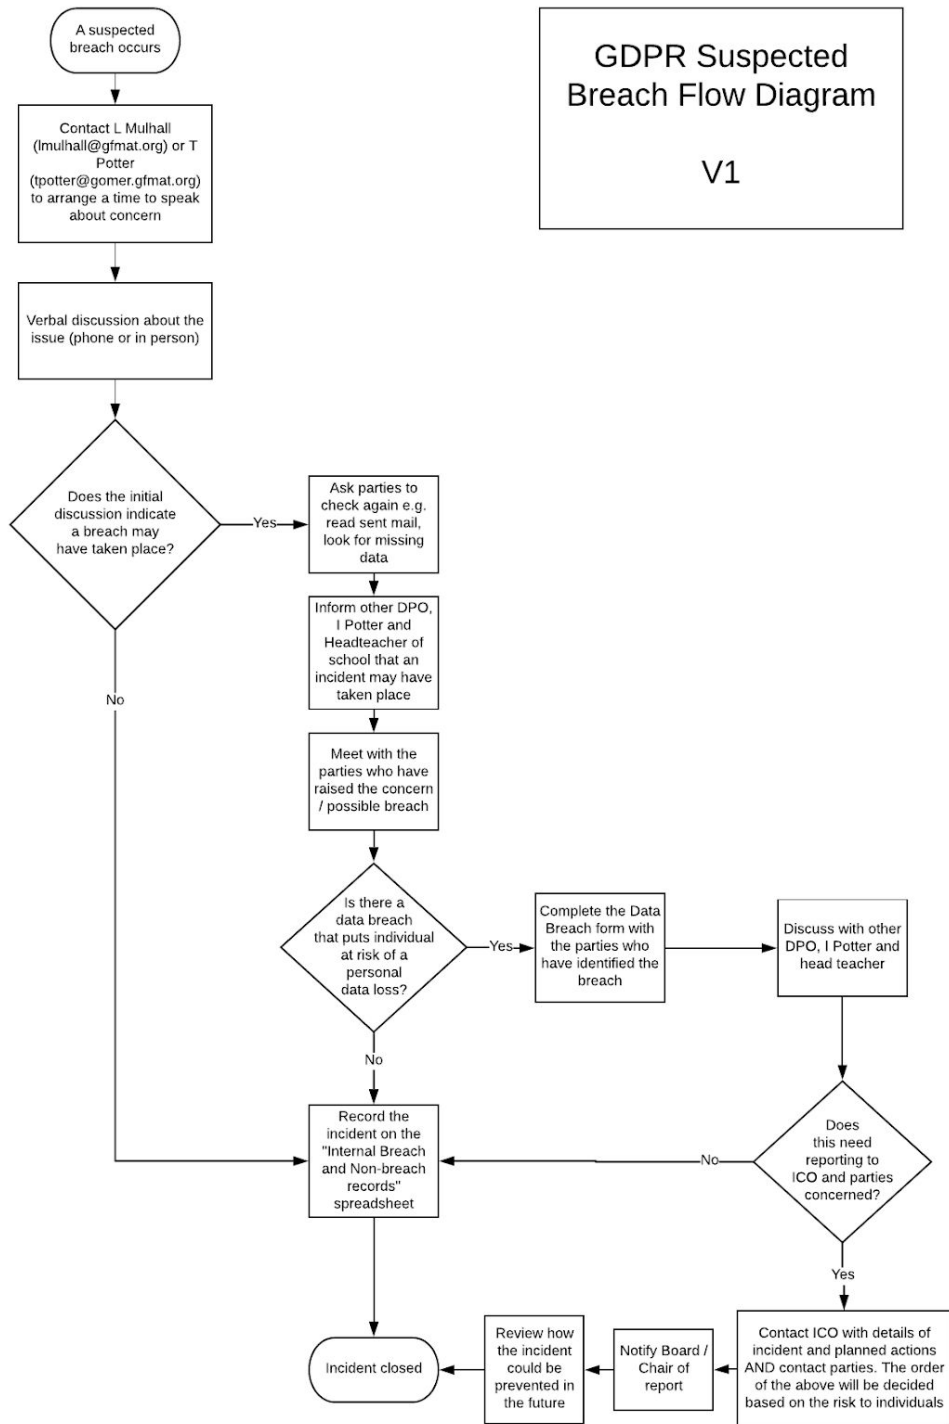 A suspected
breach occurs
GDPR Suspected
Breach Flow Diagram
V1
Contact L Mulhall
(lmulhall@gfmat.org) or T
Potter
(tpotter@gomer.gfmat.org)
to arrange a time to speak
about concern
Verbal discussion about the
issue (phone or in person)
Does the initial
discussion indicate
a breach may
have taken place?
Yes
Ask parties to
check again e.g.
read sent mail,
look for missing
data
Inform other DPO,
I Potter and
Headteacher of
school that an
incident may have
taken place
No
Meet with the
parties who have
raised the concern
/ possible breach
Is there a
data breach
that puts individual
at risk of a
personal
data loss?
Yes
Complete the Data
Breach form with
the parties who
have identified the
breach
Discuss with other
DPO, I Potter and
head teacher
No
Record the
incident on the
"Internal Breach
and Non-breach
records"
spreadsheet
No
Does
this need
reporting to
ICO and parties
concerned?
Yes
Contact ICO with details of
incident and planned actions
AND contact parties. The order
of the above will be decided
based on the risk to individuals
Notify Board /
Chair of
report
Review how
the incident
could be
prevented in
the future
Incident closed